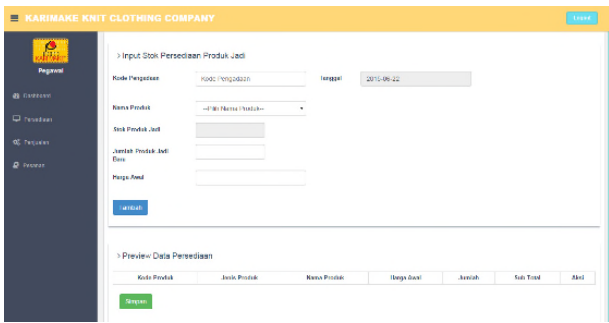 KARIMAKE KNIT CLOTHING COMPANY
Logout
Pegawai
Dashboard
Persediaan
Penjualan
Pesanan
> Input Stok Persediaan Produk Jadi
Kode Pengadaan Kode Pengadaan Tanggal 2016-06-22
Nama Produk --Pilih Nama Produk--
Stok Produk Jadi
Jumlah Produk Jadi
Baru
Harga Awal
Tambah
> Preview Data Persediaan
Kode Produk Jenis Produk Nama Produk Harga Awal Jumlah Sub Total Aksi
Simpan